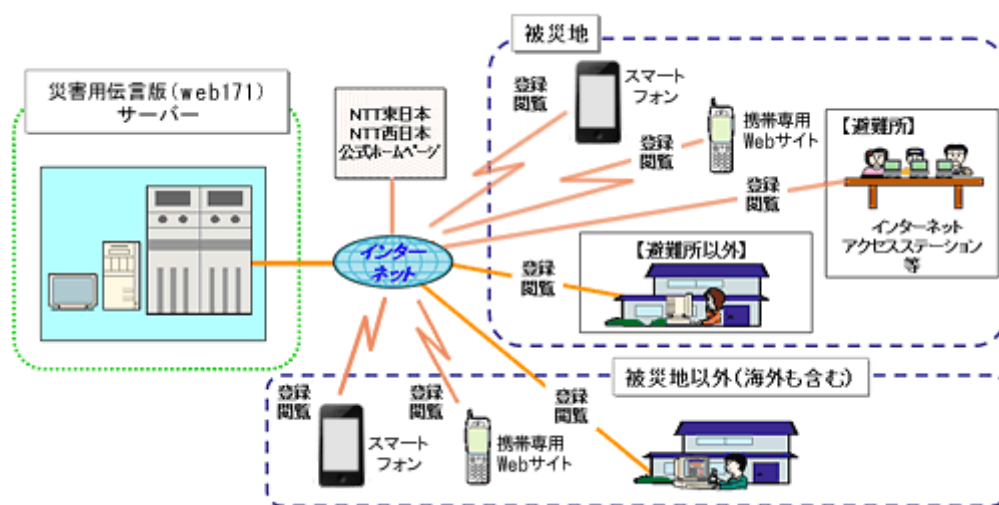 災害用伝言版(web171)
サーバー
NTT東日本
NTT西日本
公式ホームページ
インター
ネット
被災地
登録
閲覧
スマート
フォン
登録
閲覧
携帯専用
Webサイト
登録
閲覧
【避難所】
インターネット
アクセスステーション
等
登録
閲覧
【避難所以外】
被災地以外(海外も含む)
登録
閲覧
スマート
フォン
登録
閲覧
携帯専用
Webサイト
登録
閲覧